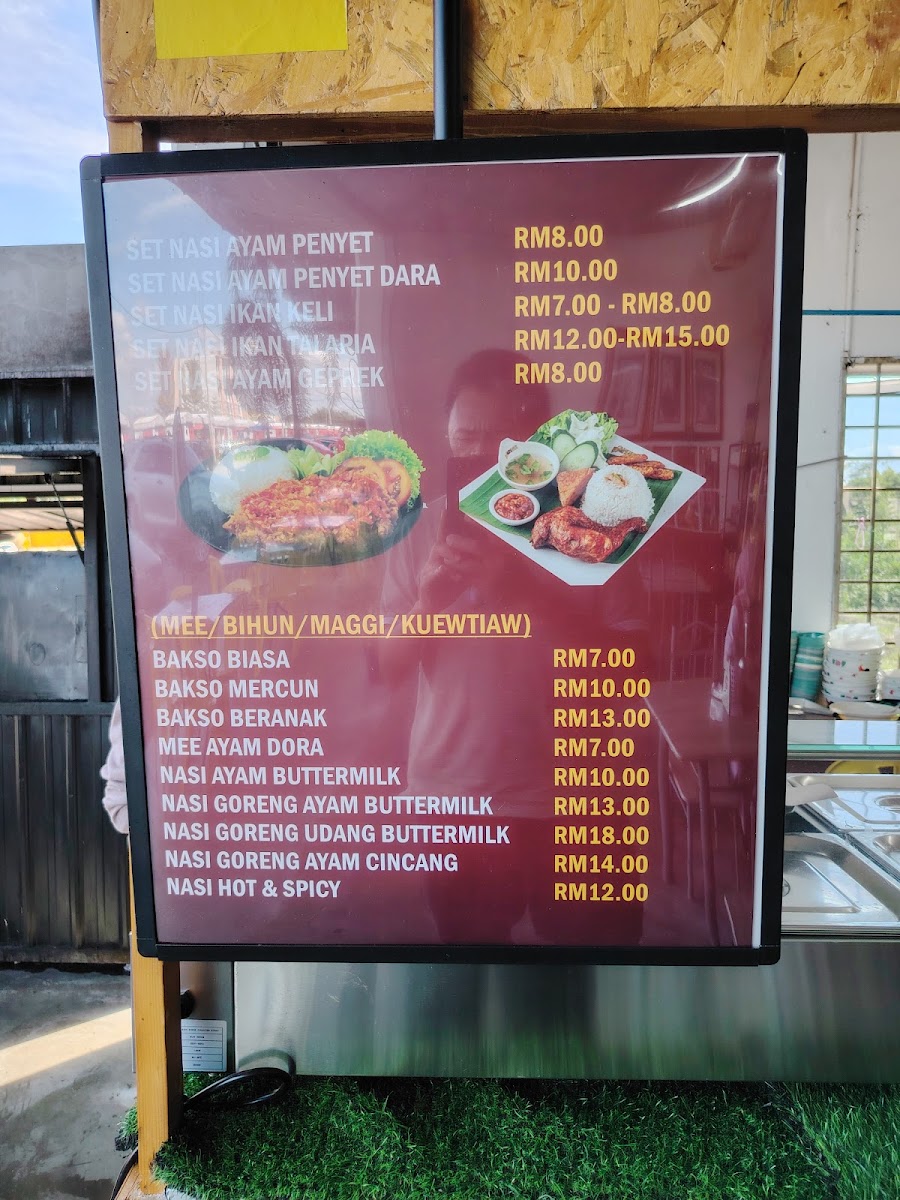 SET NASI AYAM PENYET RM8.00
SET NASI AYAM PENYET DARA RM10.00
SET NASI IKAN KELI RM7.00 - RM8.00
SET NASI IKAN TALARIA RM12.00-RM15.00
SET NASI AYAM GEPREK RM8.00
(MEE/BIHUN/MAGGI/KUEWTIAW)
BAKSO BIASA RM7.00
BAKSO MERCUN RM10.00
BAKSO BERANAK RM13.00
MEE AYAM DORA RM7.00
NASI AYAM BUTTERMILK RM10.00
NASI GORENG AYAM BUTTERMILK RM13.00
NASI GORENG UDANG BUTTERMILK RM18.00
NASI GORENG AYAM CINCANG RM14.00
NASI HOT & SPICY RM12.00